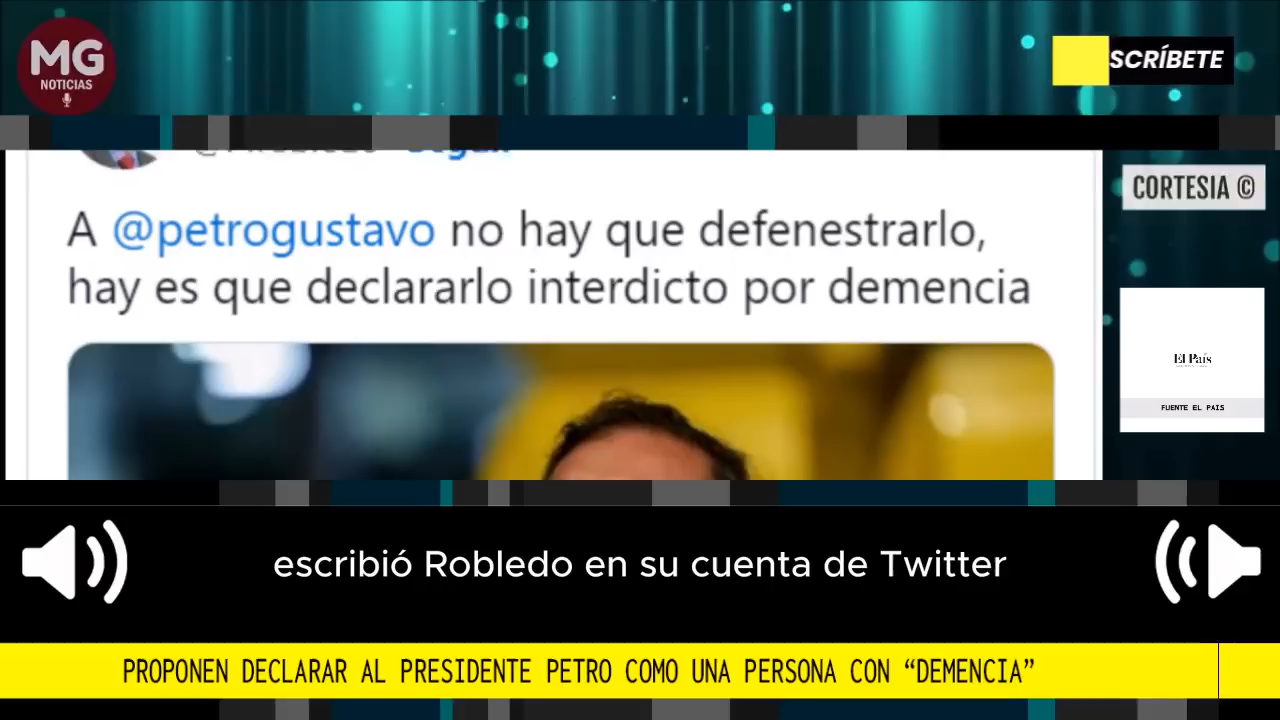 MG
NOTICIAS
SCRÍBETE
CORTESIA ©
A @petrogustavo no hay que defenestrarlo,
hay es que declararlo interdicto por demencia
El País
FUENTE EL PAIS
escribió Robledo en su cuenta de Twitter
PROPONEN DECLARAR AL PRESIDENTE PETRO COMO UNA PERSONA CON “DEMENCIA”